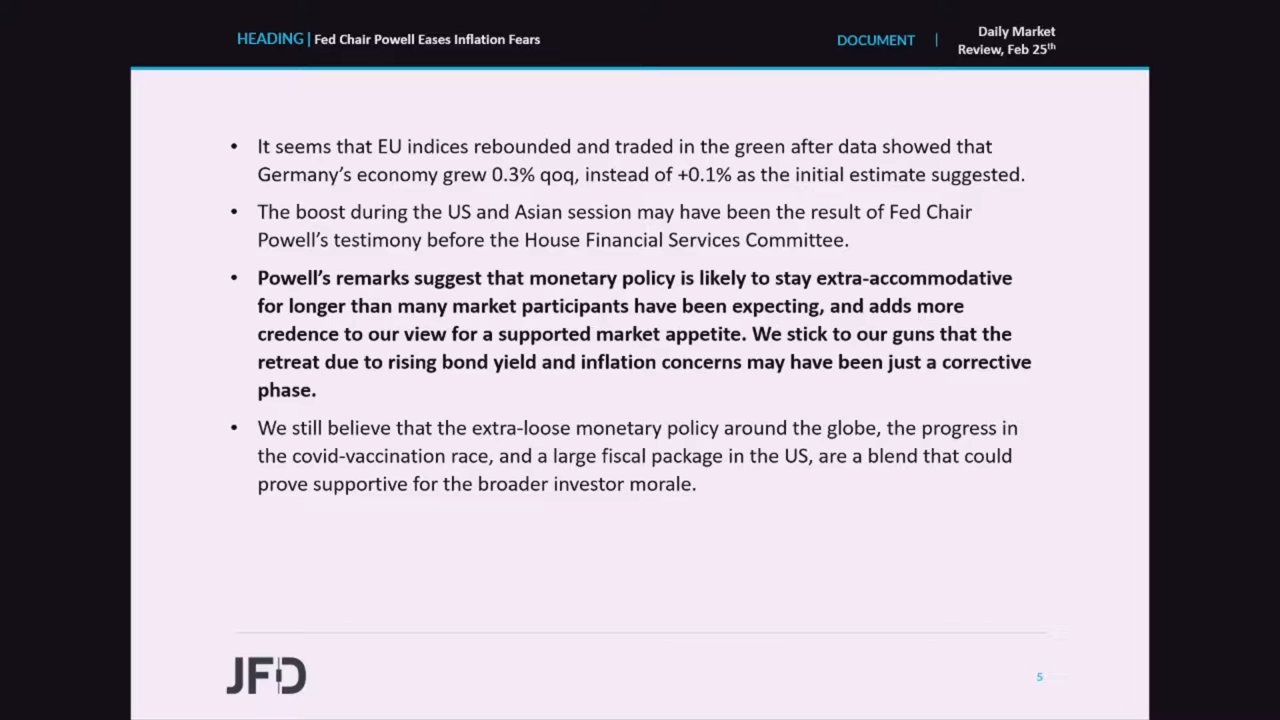 HEADING | Fed Chair Powell Eases Inflation Fears
DOCUMENT | Daily Market
Review, Feb 25th
• It seems that EU indices rebounded and traded in the green after data showed that
Germany’s economy grew 0.3% qoq, instead of +0.1% as the initial estimate suggested.
• The boost during the US and Asian session may have been the result of Fed Chair
Powell’s testimony before the House Financial Services Committee.
• Powell’s remarks suggest that monetary policy is likely to stay extra-accommodative
for longer than many market participants have been expecting, and adds more
credence to our view for a supported market appetite. We stick to our guns that the
retreat due to rising bond yield and inflation concerns may have been just a corrective
phase.
• We still believe that the extra-loose monetary policy around the globe, the progress in
the covid-vaccination race, and a large fiscal package in the US, are a blend that could
prove supportive for the broader investor morale.
JFD
5